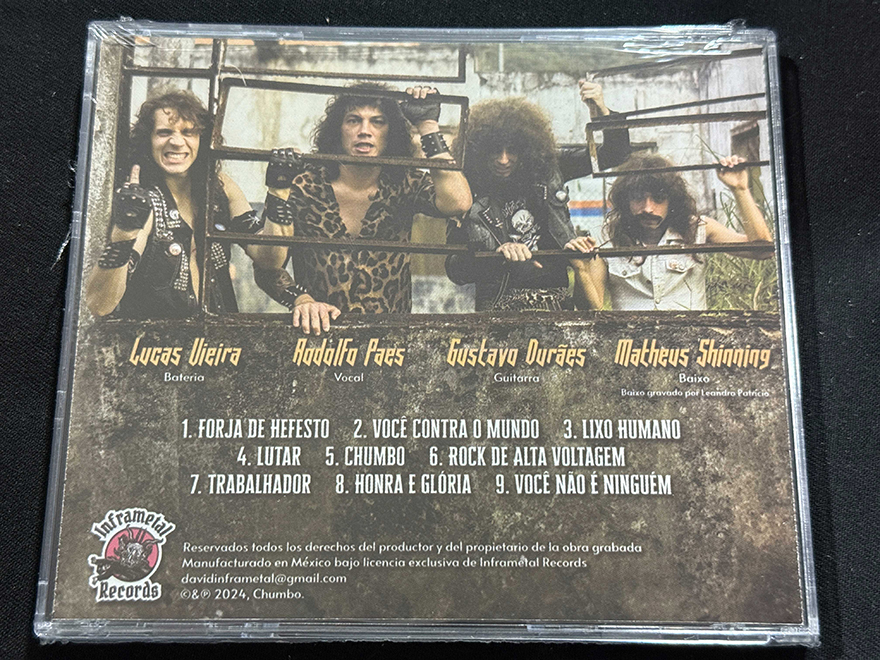 Lucas Vieira Rodolfo Paes Gustavo Durães Matheus Shinning
Bateria Vocal Guitarra Baixo
Baixo gravado por Leandro Patrício
1. FORJA DE HEFESTO 2. VOCÊ CONTRA O MUNDO 3. LIXO HUMANO
4. LUTAR 5. CHUMBO 6. ROCK DE ALTA VOLTAGEM
7. TRABALHADOR 8. HONRA E GLÓRIA 9. VOCÊ NÃO É NINGUÉM
Inframetal
Records
Reservados todos los derechos del productor y del propietario de la obra grabada
Manufacturado en México bajo licencia exclusiva de Inframetal Records
davidinframetal@gmail.com
©&℗ 2024, Chumbo.